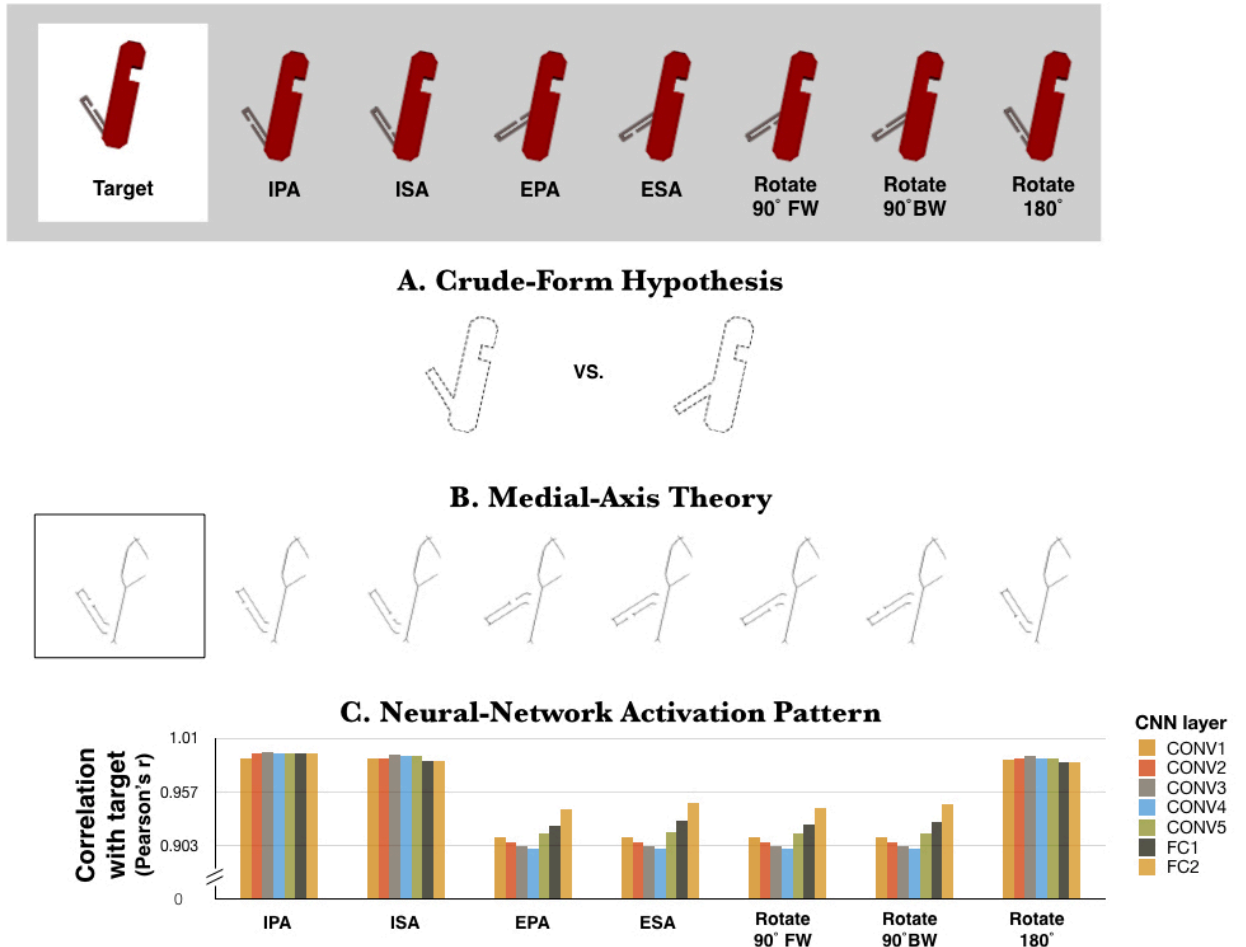 Target
IPA
ISA
EPA
ESA
Rotate
90° FW
Rotate
90°BW
Rotate
180°
A. Crude-Form Hypothesis
VS.
B. Medial-Axis Theory
C. Neural-Network Activation Pattern
Correlation
with target
(Pearson's r)
1.01
0.957
0.903
0
IPA
ISA
EPA
ESA
Rotate
90° FW
Rotate
90°BW
Rotate
180°
CNN layer
CONV1
CONV2
CONV3
CONV4
CONV5
FC1
FC2